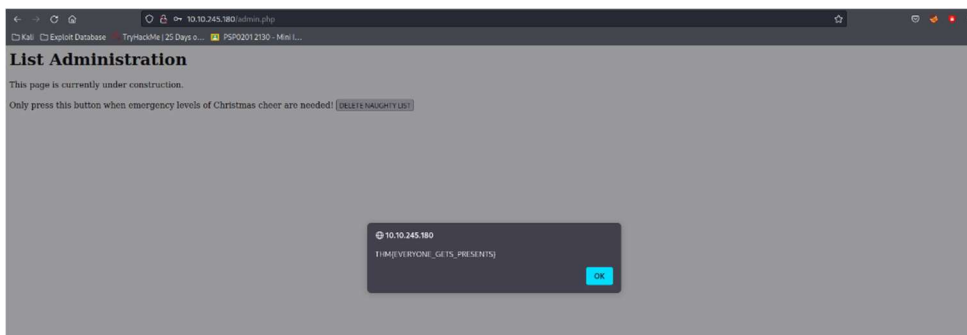 10.10.245.180/admin.php
Kali Exploit Database TryHackMe | 25 Days o... PSP0201 2130 - Mini I...
List Administration
This page is currently under construction.
Only press this button when emergency levels of Christmas cheer are needed! DELETE NAUGHTY LIST
10.10.245.180
THM{EVERYONE_GETS_PRESENTS}
OK